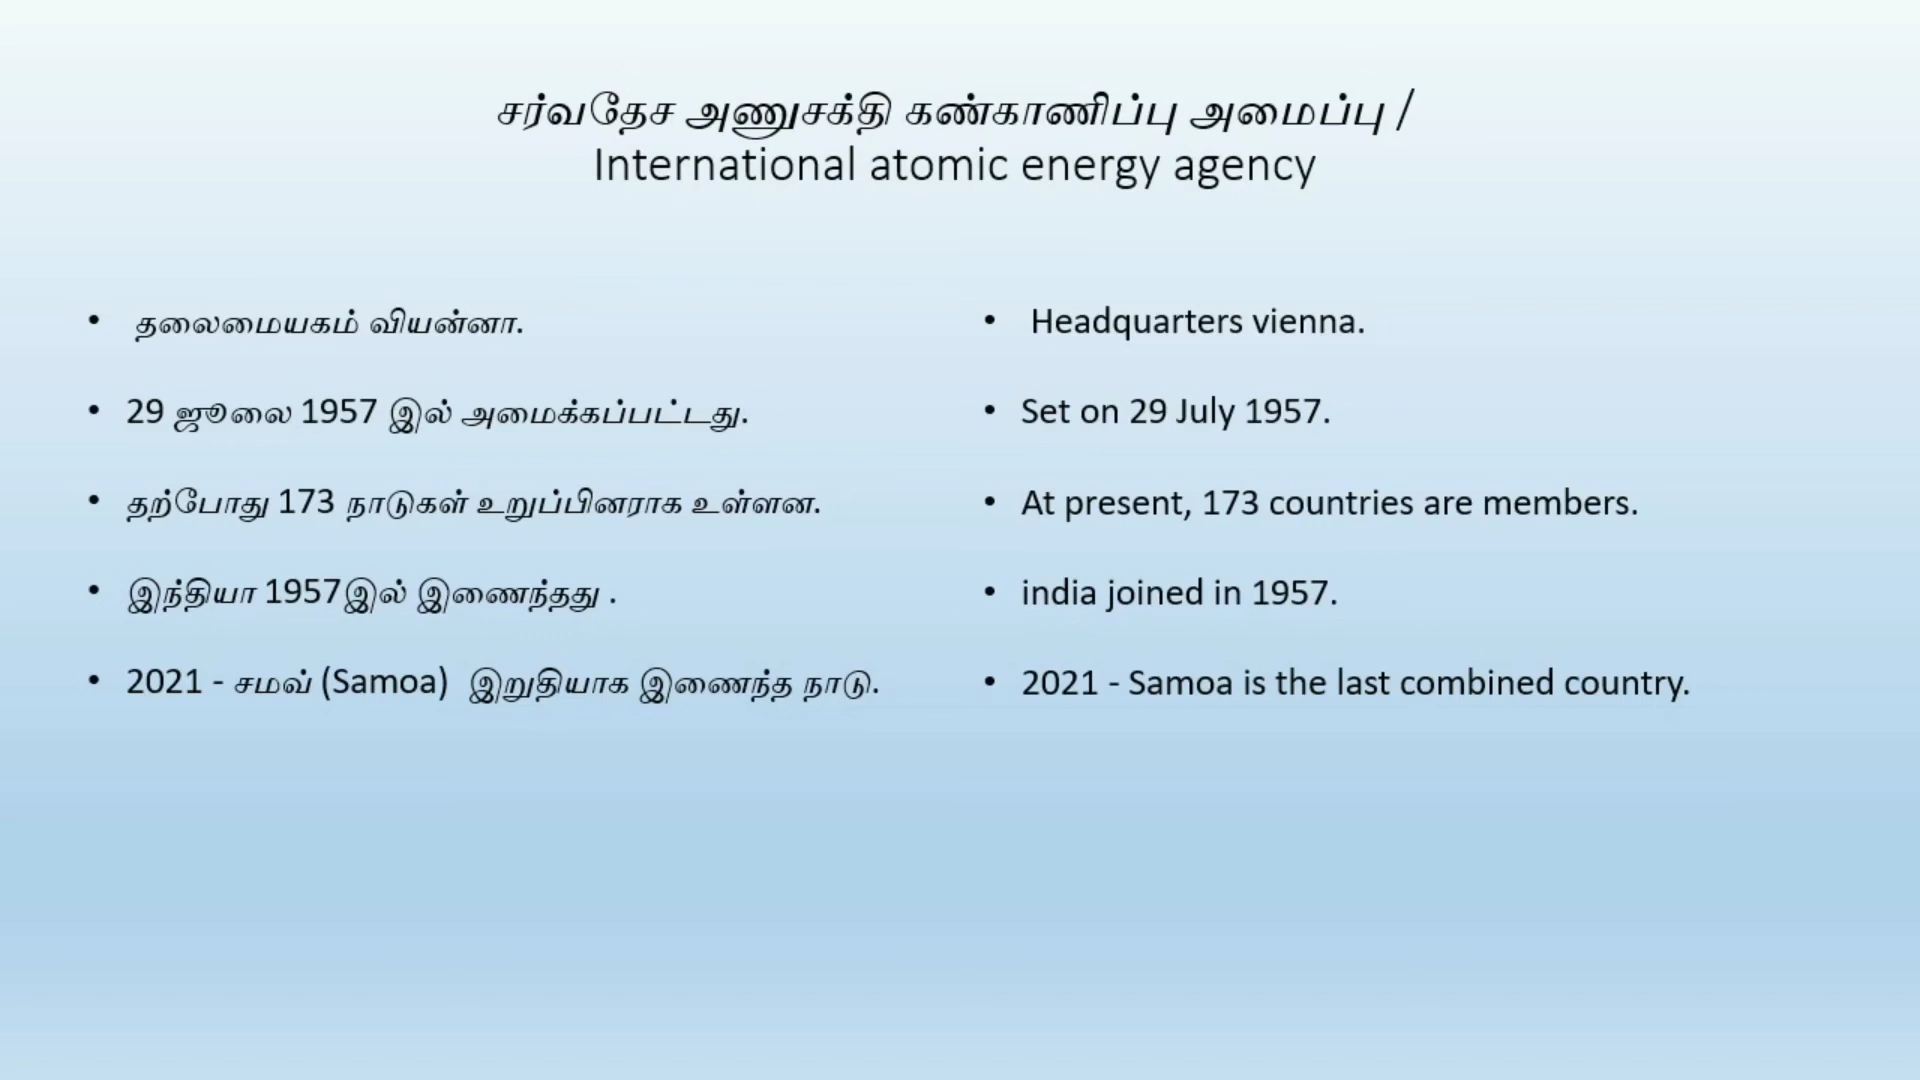 சர்வதேச அணுசக்தி கண்காணிப்பு அமைப்பு /
International atomic energy agency
• தலைமையகம் வியன்னா.
• 29 ஜூலை 1957 இல் அமைக்கப்பட்டது.
• தற்போது 173 நாடுகள் உறுப்பினராக உள்ளன.
• இந்தியா 1957இல் இணைந்தது .
• 2021 - சமவ் (Samoa) இறுதியாக இணைந்த நாடு.
• Headquarters vienna.
• Set on 29 July 1957.
• At present, 173 countries are members.
• india joined in 1957.
• 2021 - Samoa is the last combined country.